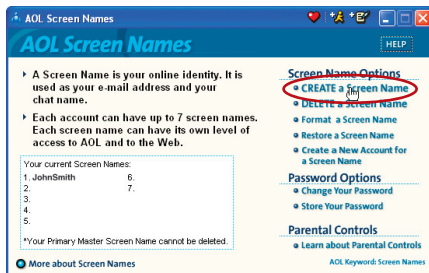 AOL Screen Names
AOL Screen Names
HELP
A Screen Name is your online identity. It is
used as your e-mail address and your
chat name.
Each account can have up to 7 screen names.
Each screen name can have its own level of
access to AOL and to the Web.
Your current Screen Names:
1. JohnSmith 6.
2. 7.
3.
4.
5.
*Your Primary Master Screen Name cannot be deleted.
More about Screen Names
Screen Name Options
CREATE a Screen Name
DELETE a Screen Name
Format a Screen Name
Restore a Screen Name
Create a New Account for
a Screen Name
Password Options
Change Your Password
Store Your Password
Parental Controls
Learn about Parental Controls
AOL Keyword: Screen Names